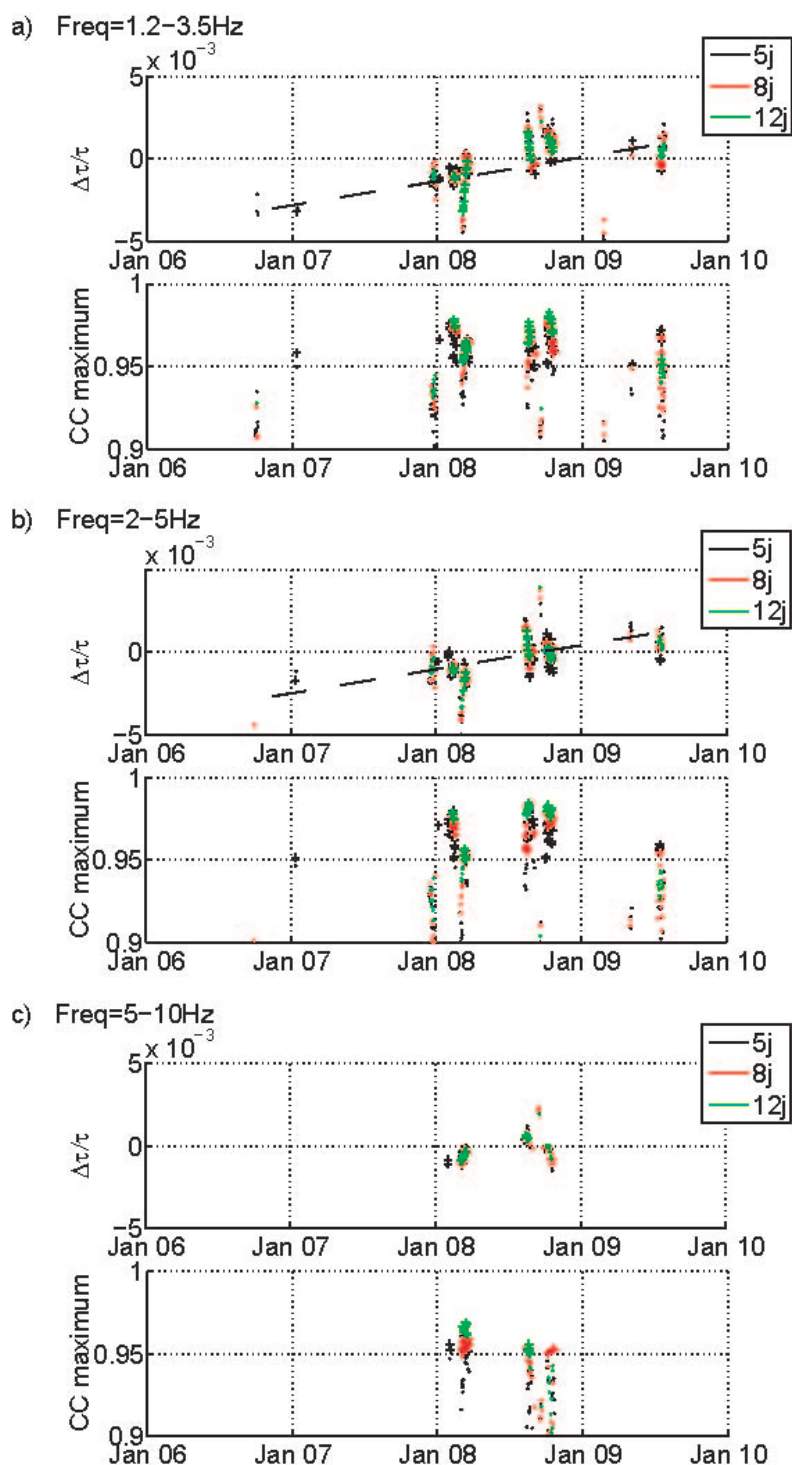 a) Freq=1.2−3.5Hz
x 10−3
5j
8j
12j
5
0
−5
Δτ/τ
Jan 06 Jan 07 Jan 08 Jan 09 Jan 10
1
0.95
0.9
CC maximum
Jan 06 Jan 07 Jan 08 Jan 09 Jan 10
b) Freq=2−5Hz
x 10−3
5j
8j
12j
0
−5
Δτ/τ
Jan 06 Jan 07 Jan 08 Jan 09 Jan 10
1
0.95
0.9
CC maximum
Jan 06 Jan 07 Jan 08 Jan 09 Jan 10
c) Freq=5−10Hz
x 10−3
5j
8j
12j
5
0
−5
Δτ/τ
Jan 06 Jan 07 Jan 08 Jan 09 Jan 10
1
0.95
0.9
CC maximum
Jan 06 Jan 07 Jan 08 Jan 09 Jan 10